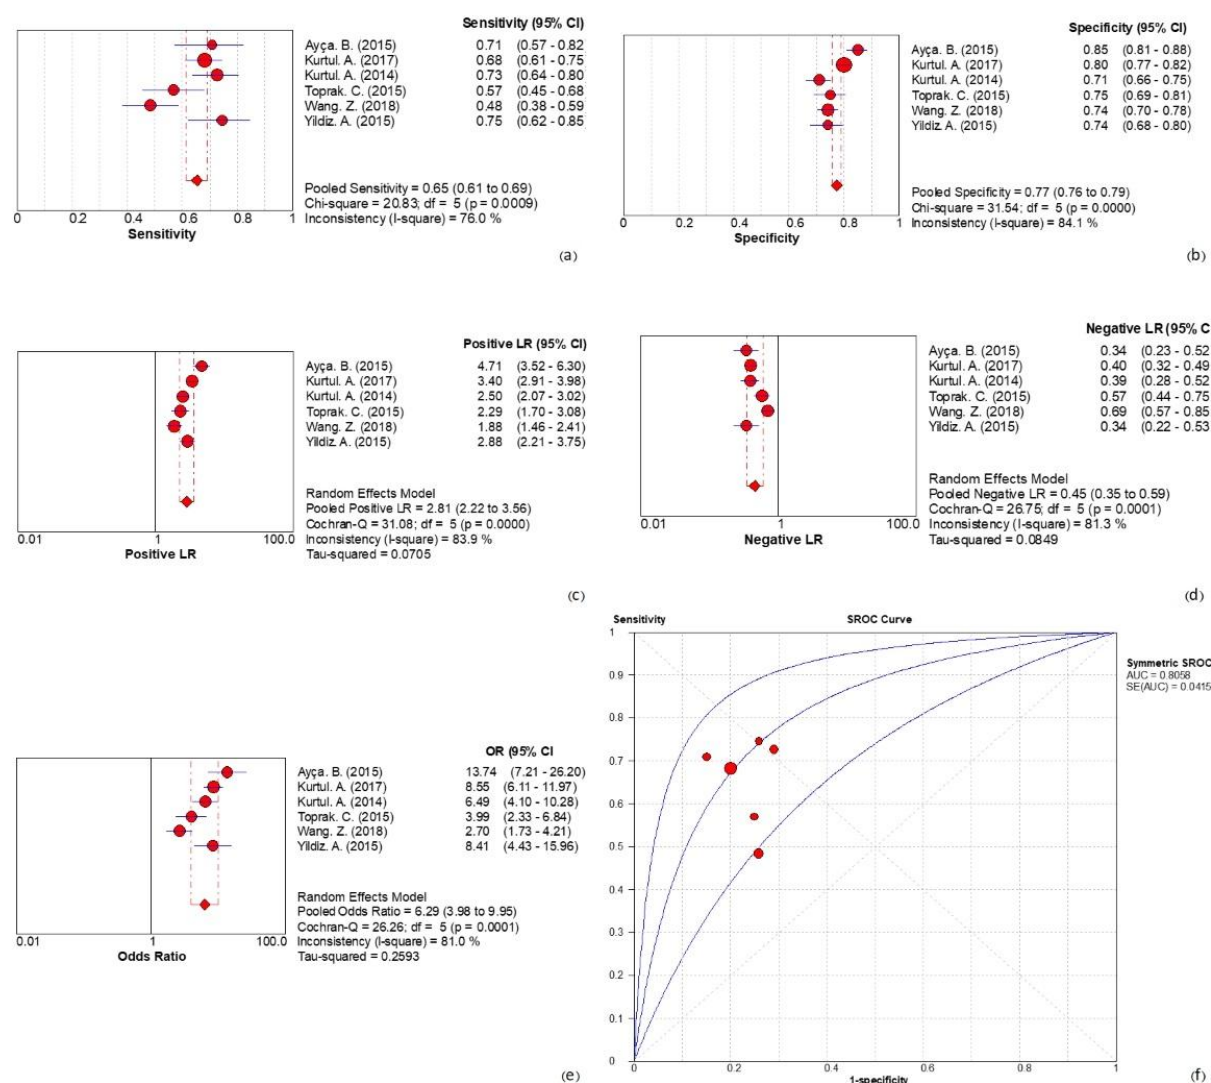 Sensitivity (95% CI)
Ayça. B. (2015) 0.71 (0.57 - 0.82
Kurtul. A. (2017) 0.68 (0.61 - 0.75
Kurtul. A. (2014) 0.73 (0.64 - 0.80
Toprak. C. (2015) 0.57 (0.45 - 0.68
Wang. Z. (2018) 0.48 (0.38 - 0.59
Yildiz. A. (2015) 0.75 (0.62 - 0.85
Pooled Sensitivity = 0.65 (0.61 to 0.69)
Chi-square = 20.83; df = 5 (p = 0.0009)
Inconsistency (I-square) = 76.0 %
0 0.2 0.4 0.6 0.8 1
Sensitivity
(a)
Specificity (95% CI)
Ayça. B. (2015) 0.85 (0.81 - 0.88)
Kurtul. A. (2017) 0.80 (0.77 - 0.82)
Kurtul. A. (2014) 0.71 (0.66 - 0.75)
Toprak. C. (2015) 0.75 (0.69 - 0.81)
Wang. Z. (2018) 0.74 (0.70 - 0.78)
Yildiz. A. (2015) 0.74 (0.68 - 0.80)
Pooled Specificity = 0.77 (0.76 to 0.79)
Chi-square = 31.54; df = 5 (p = 0.0000)
Inconsistency (I-square) = 84.1 %
0 0.2 0.4 0.6 0.8 1
Specificity
(b)
Positive LR (95% CI)
Ayça. B. (2015) 4.71 (3.52 - 6.30)
Kurtul. A. (2017) 3.40 (2.91 - 3.98)
Kurtul. A. (2014) 2.50 (2.07 - 3.02)
Toprak. C. (2015) 2.29 (1.70 - 3.08)
Wang. Z. (2018) 1.88 (1.46 - 2.41)
Yildiz. A. (2015) 2.88 (2.21 - 3.75)
Random Effects Model
Pooled Positive LR = 2.81 (2.22 to 3.56)
Cochran-Q = 31.08; df = 5 (p = 0.0000)
Inconsistency (I-square) = 83.9 %
Tau-squared = 0.0705
0.01 1 100.0
Positive LR
(c)
Negative LR (95% C
Ayça. B. (2015) 0.34 (0.23 - 0.52
Kurtul. A. (2017) 0.40 (0.32 - 0.49
Kurtul. A. (2014) 0.39 (0.28 - 0.52
Toprak. C. (2015) 0.57 (0.44 - 0.75
Wang. Z. (2018) 0.69 (0.57 - 0.85
Yildiz. A. (2015) 0.34 (0.22 - 0.53
Random Effects Model
Pooled Negative LR = 0.45 (0.35 to 0.59)
Cochran-Q = 26.75; df = 5 (p = 0.0001)
Inconsistency (I-square) = 81.3 %
Tau-squared = 0.0849
0.01 1 100.0
Negative LR
(d)
OR (95% CI
Ayça. B. (2015) 13.74 (7.21 - 26.20)
Kurtul. A. (2017) 8.55 (6.11 - 11.97)
Kurtul. A. (2014) 6.49 (4.10 - 10.28)
Toprak. C. (2015) 3.99 (2.33 - 6.84)
Wang. Z. (2018) 2.70 (1.73 - 4.21)
Yildiz. A. (2015) 8.41 (4.43 - 15.96)
Random Effects Model
Pooled Odds Ratio = 6.29 (3.98 to 9.95)
Cochran-Q = 26.26; df = 5 (p = 0.0001)
Inconsistency (I-square) = 81.0 %
Tau-squared = 0.2593
0.01 1 100.0
Odds Ratio
(e)
Sensitivity SROC Curve
1
0.9
0.8
0.7
0.6
0.5
0.4
0.3
0.2
0.1
0
0 0.2 0.4 0.6 0.8 1
1-specificity
Symmetric SROC
AUC = 0.8058
SE(AUC) = 0.0415
(f)